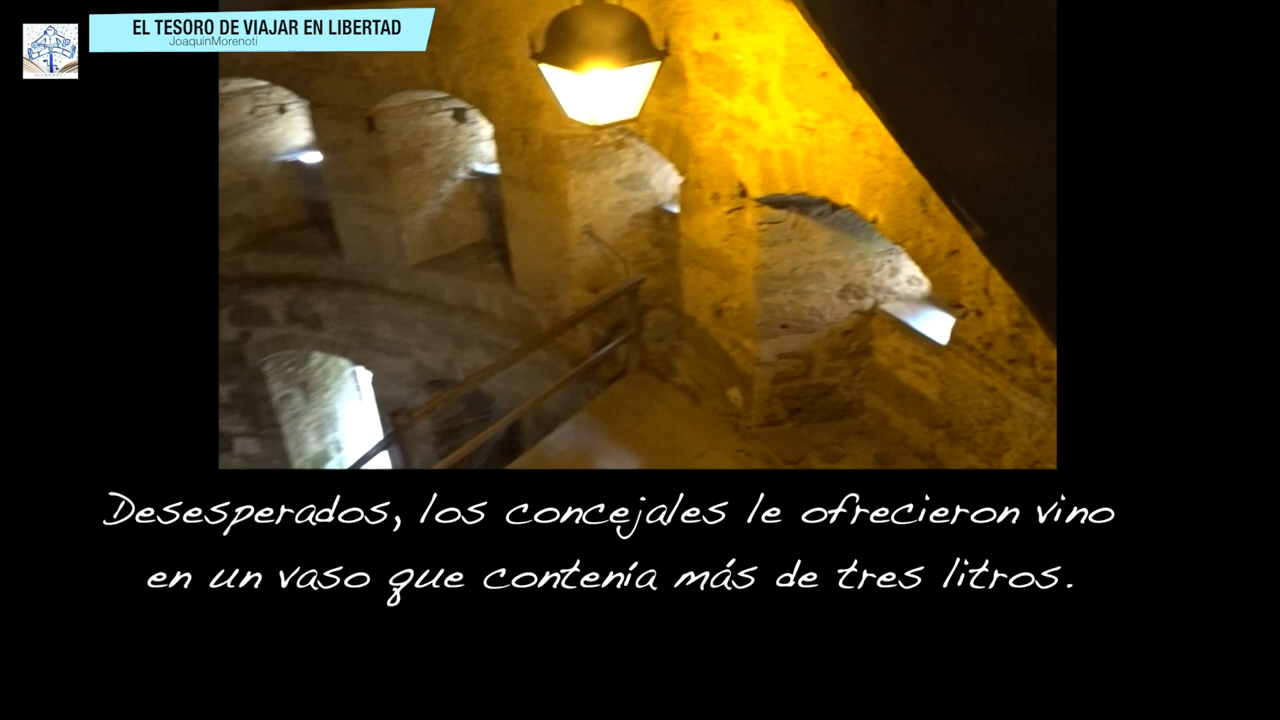 EL TESORO DE VIAJAR EN LIBERTAD
JoaquinMorenoti
Desesperados, los concejales le ofrecieron vino
en un vaso que contenía más de tres litros.